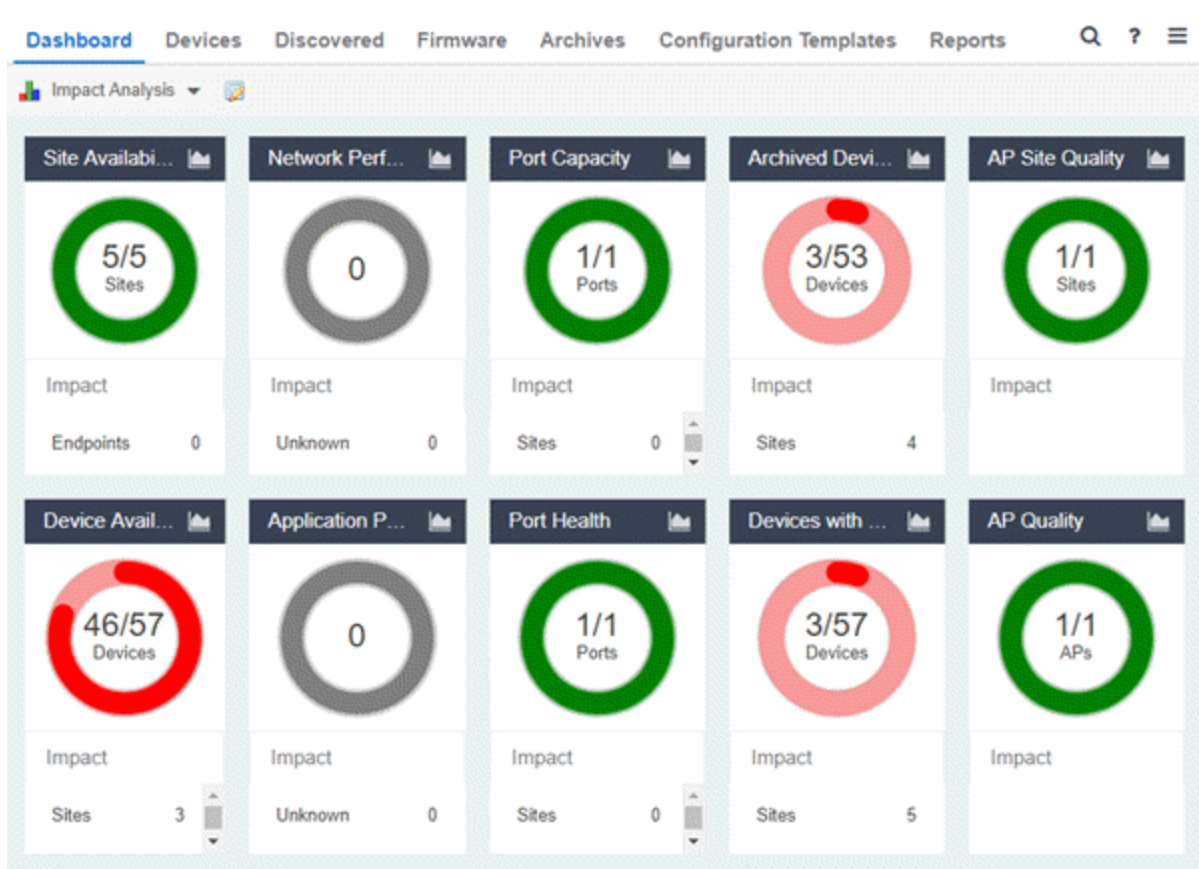 Dashboard Devices Discovered Firmware Archives Configuration Templates Reports ?
Impact Analysis
Site Availabi... Network Perf... Port Capacity Archived Devi... AP Site Quality
5/5 0 1/1 3/53 1/1
Sites Ports Devices Sites
Impact Impact Impact Impact Impact
Endpoints 0 Unknown 0 Sites 0 Sites 4
Device Avail... Application P... Port Health Devices with ... AP Quality
46/57 0 1/1 3/57 1/1
Devices Ports Devices APs
Impact Impact Impact Impact Impact
Sites 3 Unknown 0 Sites 0 Sites 5